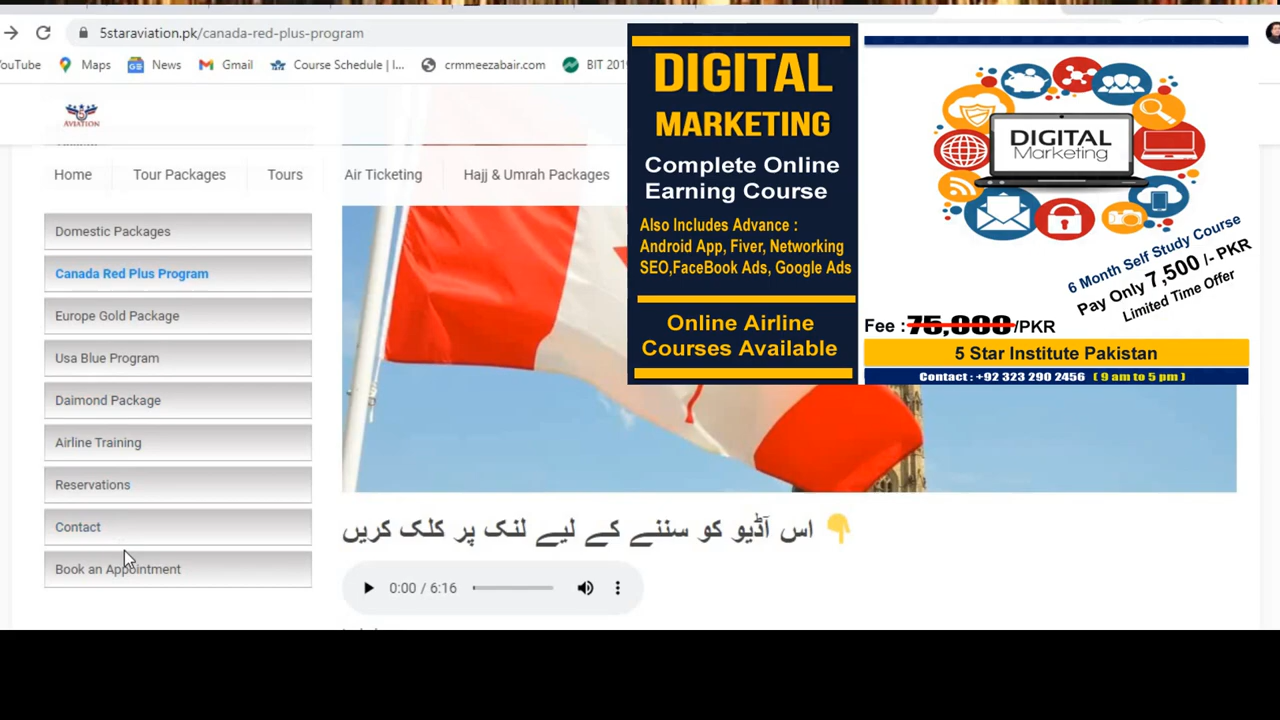 5staraviation.pk/canada-red-plus-program
YouTube Maps News Gmail Course Schedule | I... crmmeezabair.com BIT 2019
AVIATION
Home Tour Packages Tours Air Ticketing Hajj & Umrah Packages
Domestic Packages
Canada Red Plus Program
Europe Gold Package
Usa Blue Program
Daimond Package
Airline Training
Reservations
Contact
Book an Appointment
DIGITAL
MARKETING
Complete Online
Earning Course
Also Includes Advance :
Android App, Fiver, Networking
SEO,FaceBook Ads, Google Ads
Online Airline
Courses Available
DIGITAL
Marketing
6 Month Self Study Course
Pay Only 7,500 /- PKR
Limited Time Offer
Fee : 75,000/PKR
5 Star Institute Pakistan
Contact : +92 323 290 2456 ( 9 am to 5 pm )
اس آڈیو کو سننے کے لیے لنک پر کلک کریں 👇
0:00 / 6:16